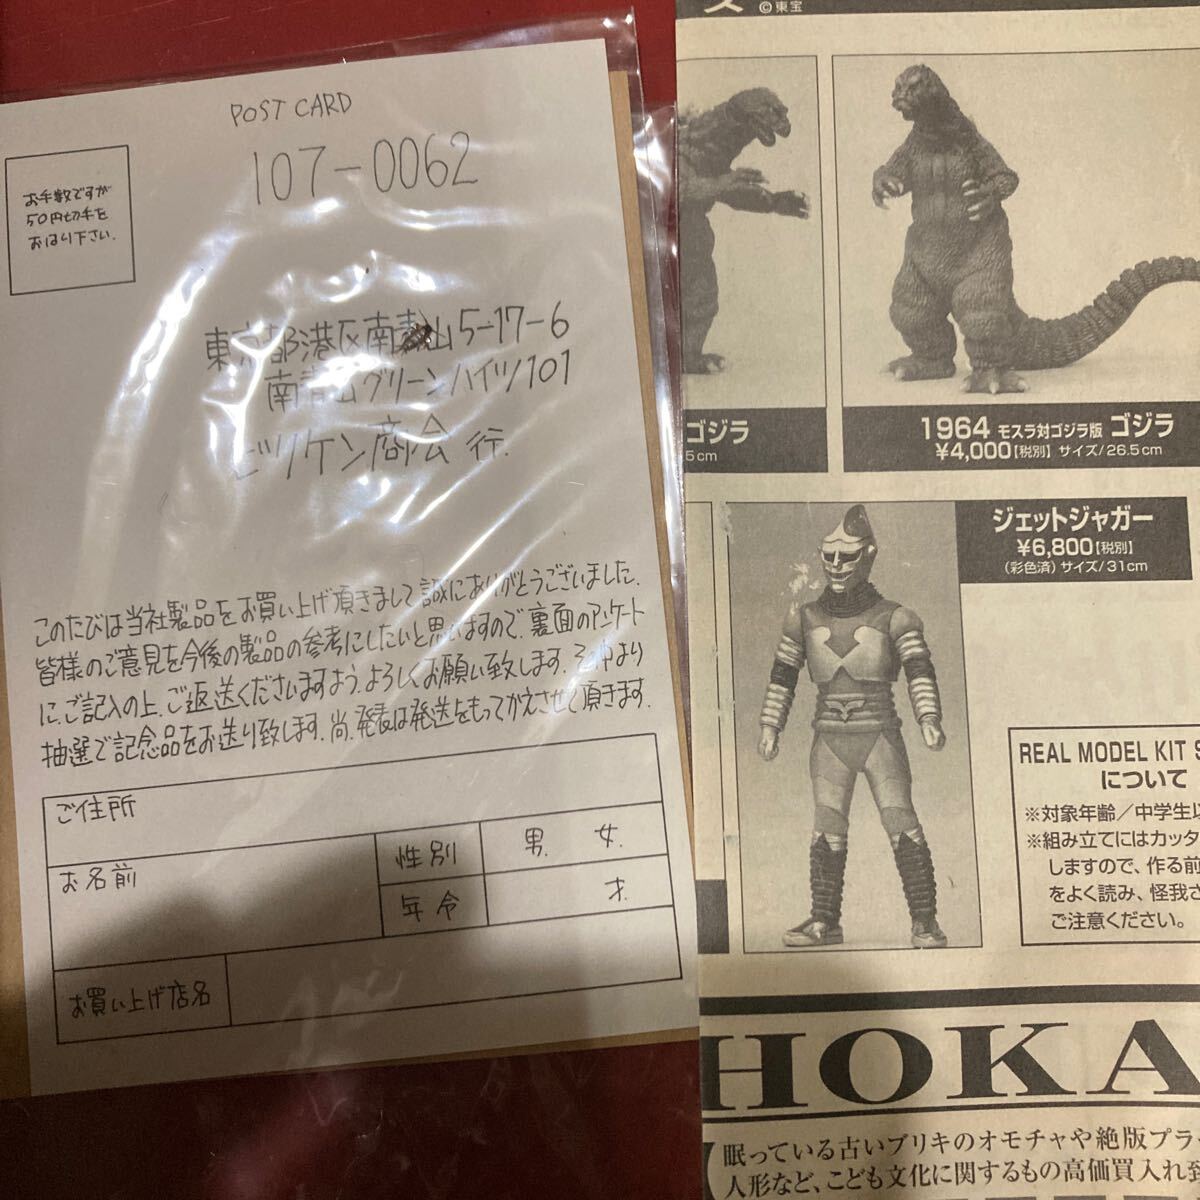 POST CARD
107-0062
お手数ですが
50円切手を
おはり下さい.
東京都港区南青山5-17-6
南青山グリーンハイツ101
ビリケン商会 行.
このたびは当社製品をお買い上げ頂きまして誠にありがとうございました.
皆様のご意見を今後の製品の参考にしたいと思いますので、裏面のアンケート
に、ご記入の上、ご返送くださいますよう、よろしくお願い致します. その中より
抽選で記念品をお送り致します. 尚、発表は発送をもってかえさせて頂きます.
ご住所
お名前
性別
男. 女.
年令
才.
お買い上げ店名
©東宝
ゴジラ
5cm
1964 モスラ対ゴジラ版 ゴジラ
¥4,000【税別】サイズ/26.5cm
ジェットジャガー
¥6,800【税別】
(彩色済) サイズ/31cm
REAL MODEL KIT S
について
※対象年齢／中学生以
※組み立てにはカッタ
しますので、作る前
をよく読み、怪我さ
ご注意ください。
HOKA
眠っている古いブリキのオモチャや絶版プラ
人形など、こども文化に関するもの高価買入れ致